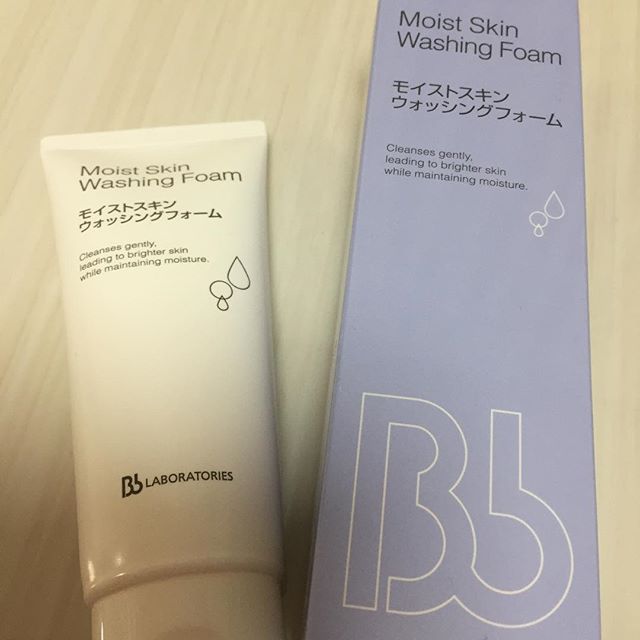 Moist Skin
Washing Foam
モイストスキン
ウォッシングフォーム
Cleanses gently,
leading to brighter skin
while maintaining moisture.
Bb LABORATORIES
Moist Skin
Washing Foam
モイストスキン
ウォッシングフォーム
Cleanses gently,
leading to brighter skin
while maintaining moisture.
Bb